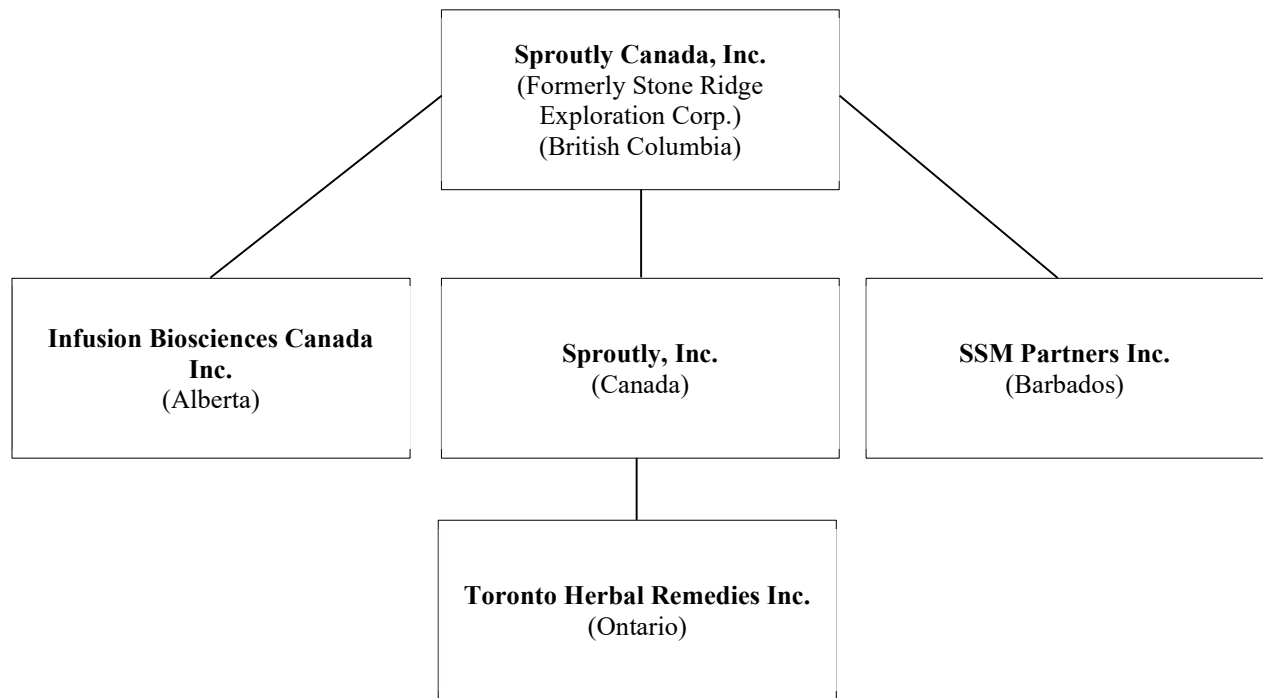 Sproutly Canada, Inc.
(Formerly Stone Ridge
Exploration Corp.)
(British Columbia)
Infusion Biosciences Canada
Inc.
(Alberta)
Sproutly, Inc.
(Canada)
SSM Partners Inc.
(Barbados)
Toronto Herbal Remedies Inc.
(Ontario)